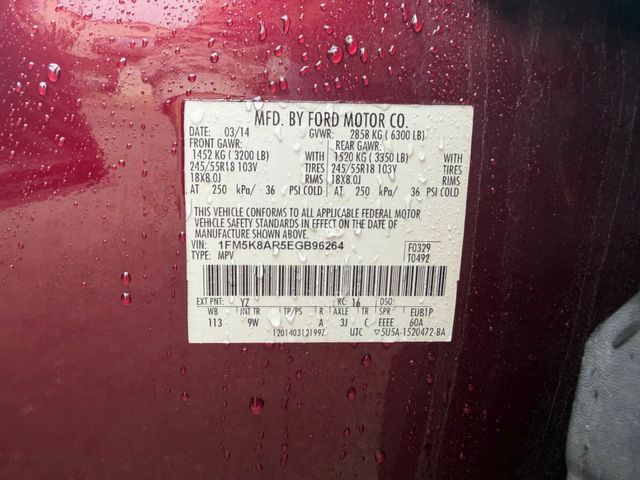 MFD. BY FORD MOTOR CO.
DATE: 03/14 GVWR: 2858 KG ( 6300 LB)
FRONT GAWR: REAR GAWR:
1452 KG ( 3200 LB) WITH 1520 KG ( 3350 LB) WITH
245/55R18 103V TIRES 245/55R18 103V TIRES
18X8.0J RIMS 18X8.0J RIMS
AT 250 kPa/ 36 PSI COLD AT 250 kPa/ 36 PSI COLD
THIS VEHICLE CONFORMS TO ALL APPLICABLE FEDERAL MOTOR
VEHICLE SAFETY STANDARDS IN EFFECT ON THE DATE OF
MANUFACTURE SHOWN ABOVE.
VIN: 1FM5K8AR5EGB96264 F0329
TYPE: MPV T0492
EXT PNT: YZ RC: 16 DSO:
WB INT TR TP/PS R AXLE TR SPR EUB1P
113 9W A 3J C EEEE 60A
120140312199Z UTC ▽5U5A-1520472-BA